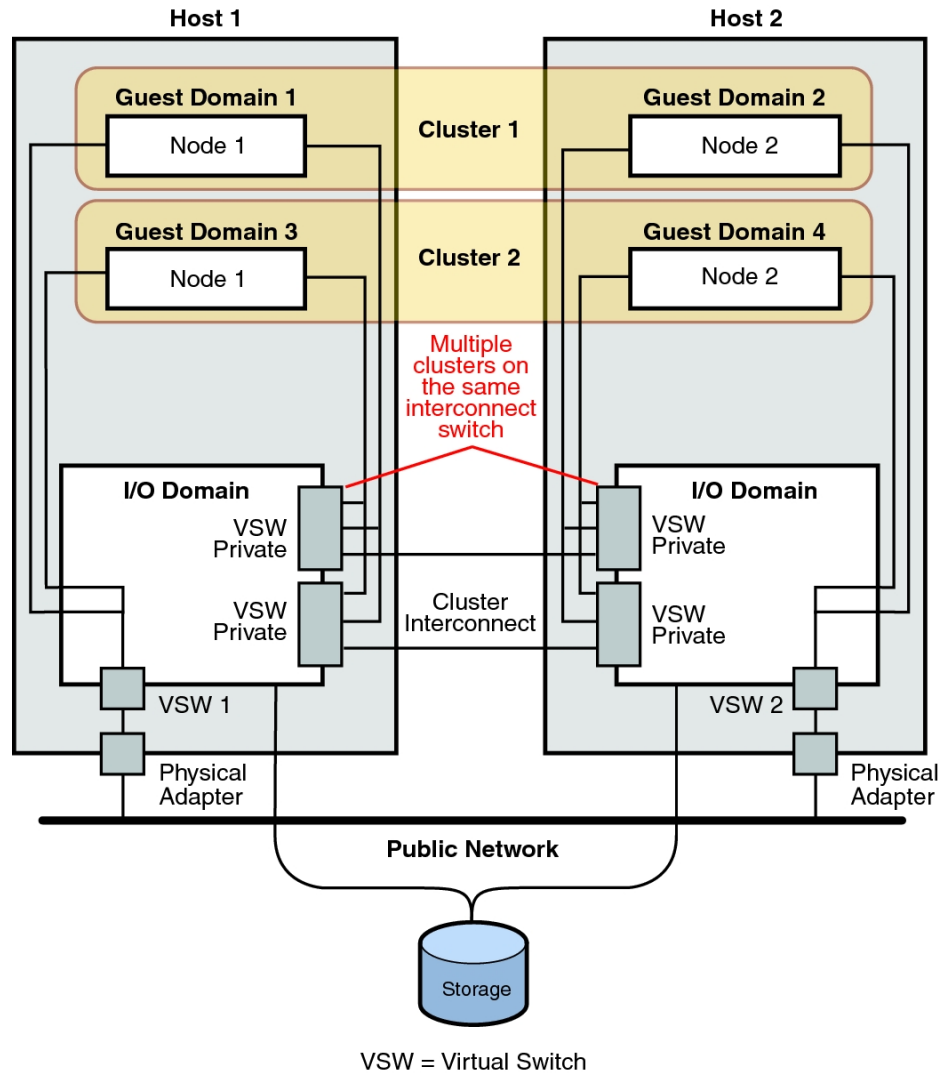 Host 1
Host 2
Guest Domain 1
Node 1
Cluster 1
Guest Domain 2
Node 2
Guest Domain 3
Node 1
Cluster 2
Guest Domain 4
Node 2
Multiple
clusters on
the same
interconnect
switch
I/O Domain
VSW
Private
VSW
Private
I/O Domain
VSW
Private
VSW
Private
Cluster
Interconnect
VSW 1
VSW 2
Physical
Adapter
Physical
Adapter
Public Network
Storage
VSW = Virtual Switch